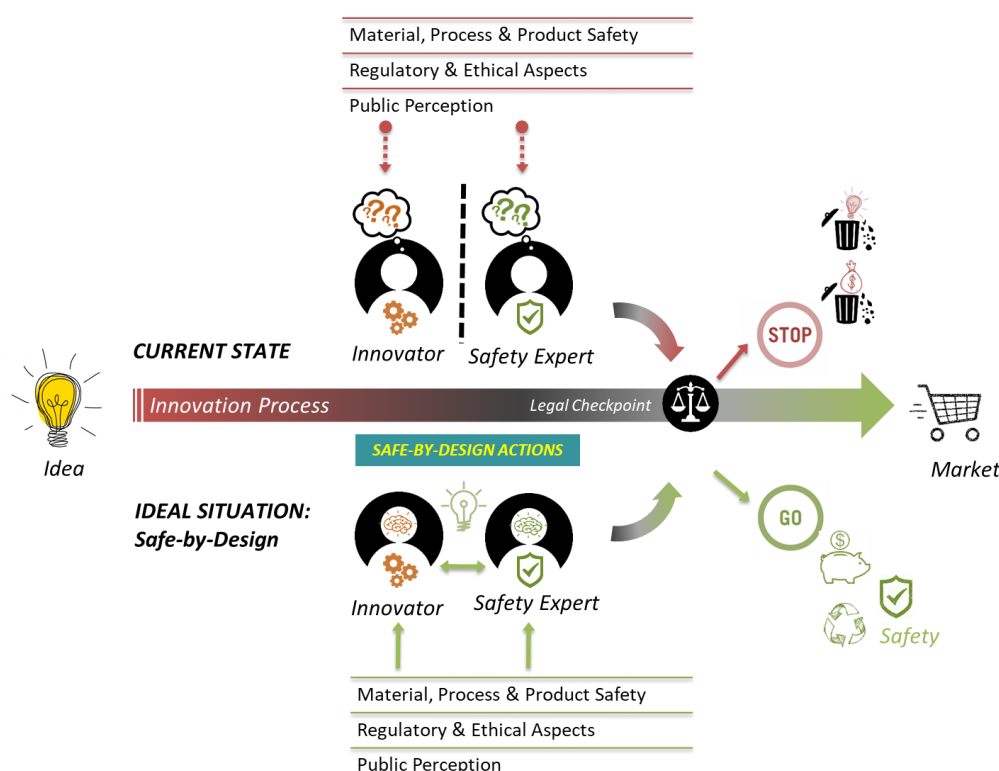 Material, Process & Product Safety
Regulatory & Ethical Aspects
Public Perception
???
???
Innovator
Safety Expert
$
STOP
CURRENT STATE
Innovation Process
Legal Checkpoint
Idea
Market
SAFE-BY-DESIGN ACTIONS
IDEAL SITUATION:
Safe-by-Design
GO
$
Innovator
Safety Expert
Safety
Material, Process & Product Safety
Regulatory & Ethical Aspects
Public Perception